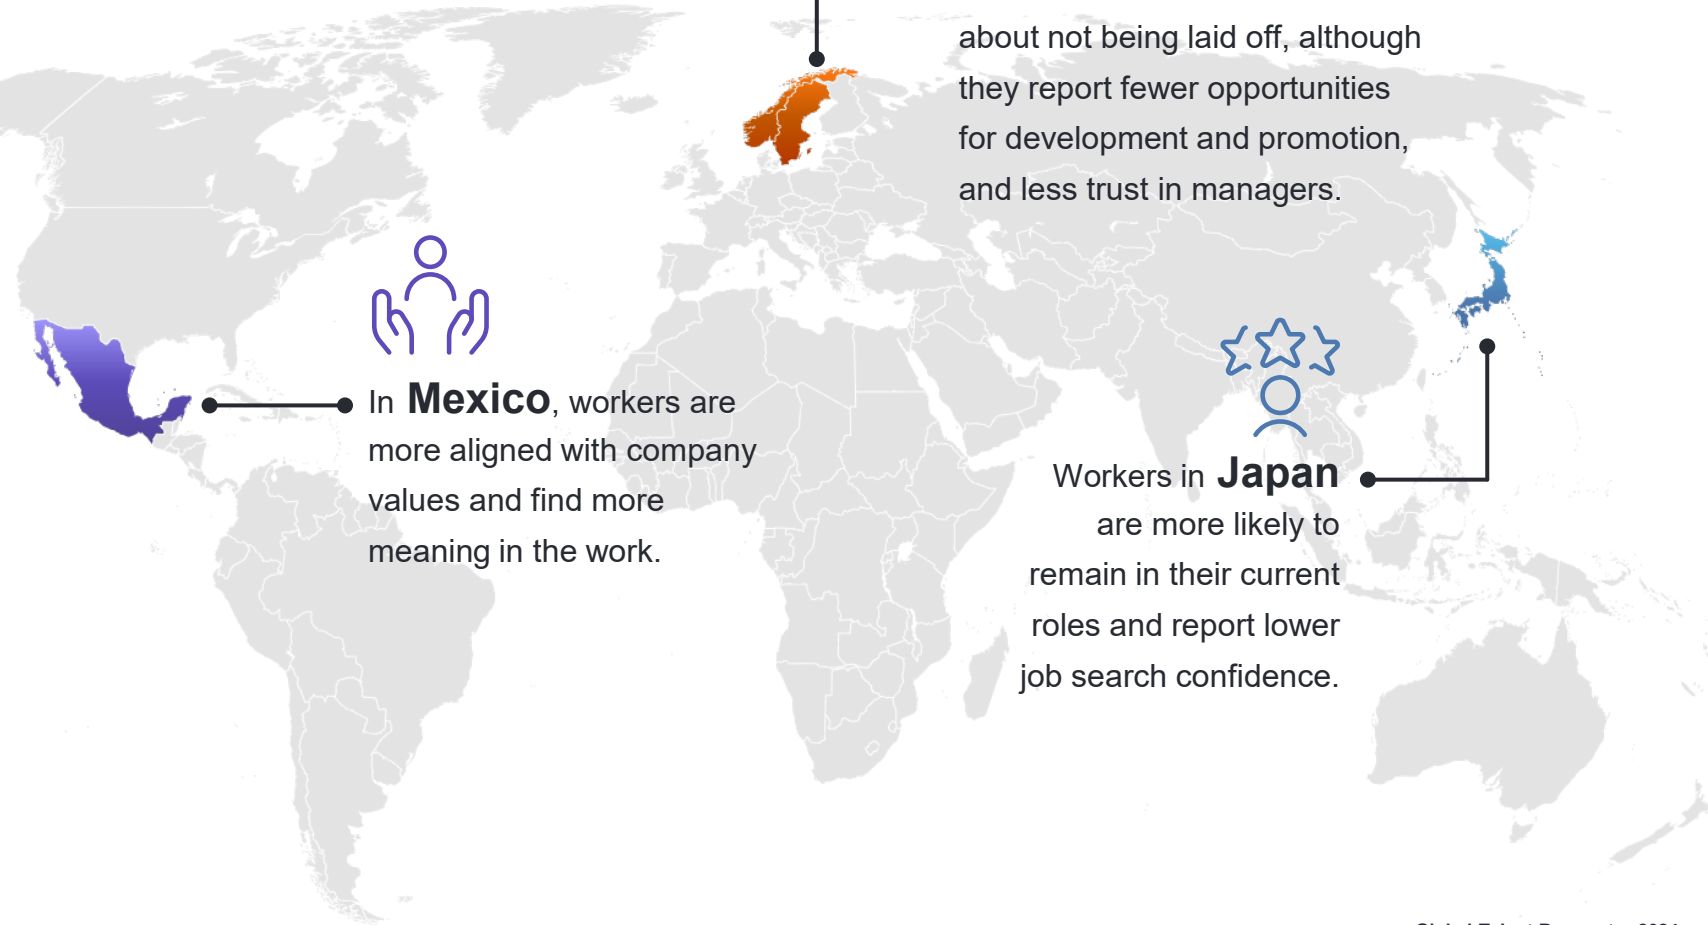 about not being laid off, although
they report fewer opportunities
for development and promotion,
and less trust in managers.
In Mexico, workers are
more aligned with company
values and find more
meaning in the work.
Workers in Japan
are more likely to
remain in their current
roles and report lower
job search confidence.